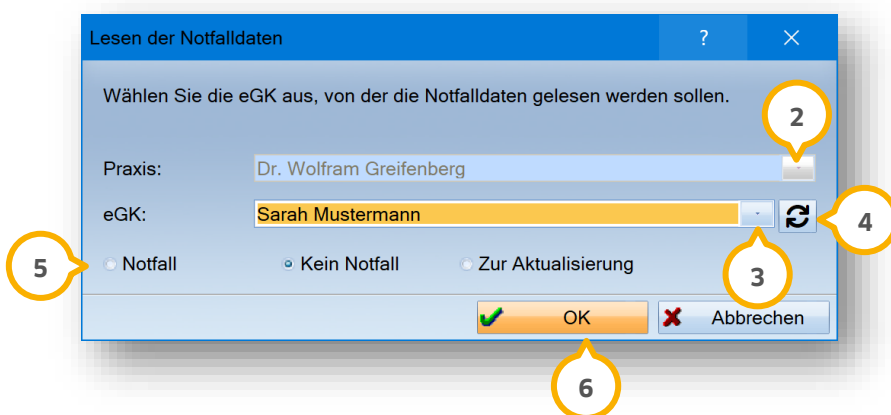 Lesen der Notfalldaten ?
Wählen Sie die eGK aus, von der die Notfalldaten gelesen werden sollen.
2
Praxis: Dr. Wolfram Greifenberg
eGK: Sarah Mustermann
4
5 Notfall Kein Notfall Zur Aktualisierung
3
OK Abbrechen
6